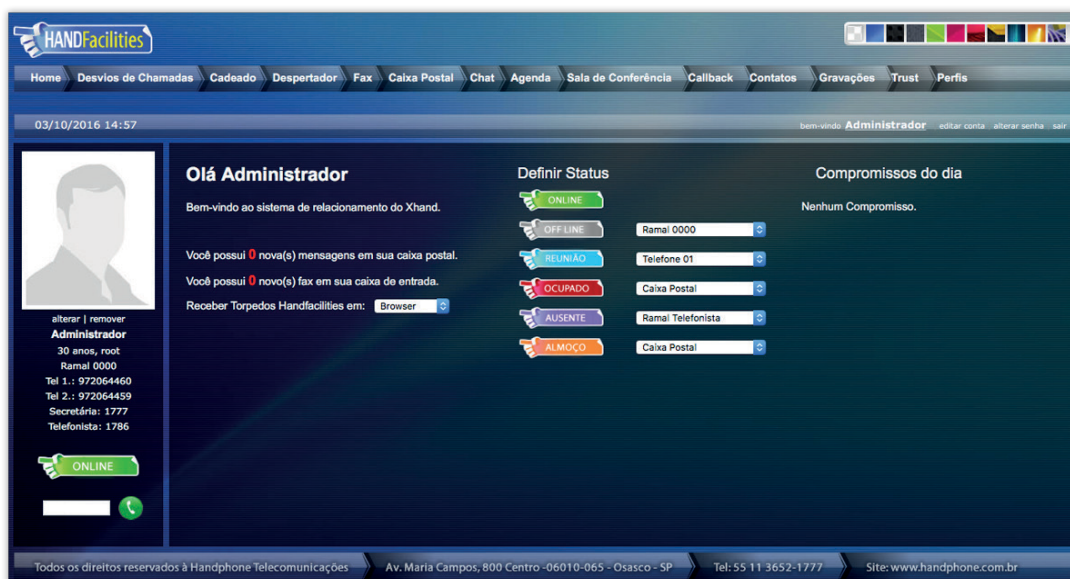 HANDFacilities
Home Desvios de Chamadas Cadeado Despertador Fax Caixa Postal Chat Agenda Sala de Conferência Callback Contatos Gravações Trust Perfis
03/10/2016 14:57
bem-vindo Administrador editar conta alterar senha sair
alterar | remover
Administrador
30 anos, root
Ramal 0000
Tel 1.: 972064460
Tel 2.: 972064459
Secretária: 1777
Telefonista: 1786
ONLINE
Olá Administrador
Bem-vindo ao sistema de relacionamento do Xhand.
Você possui 0 nova(s) mensagens em sua caixa postal.
Você possui 0 novo(s) fax em sua caixa de entrada.
Receber Torpedos Handfacilities em: Browser
Definir Status
ONLINE
OFF LINE Ramal 0000
REUNIÃO Telefone 01
OCUPADO Caixa Postal
AUSENTE Ramal Telefonista
ALMOÇO Caixa Postal
Compromissos do dia
Nenhum Compromisso.
Todos os direitos reservados à Handphone Telecomunicações Av. Maria Campos, 800 Centro -06010-065 - Osasco - SP Tel: 55 11 3652-1777 Site: www.handphone.com.br